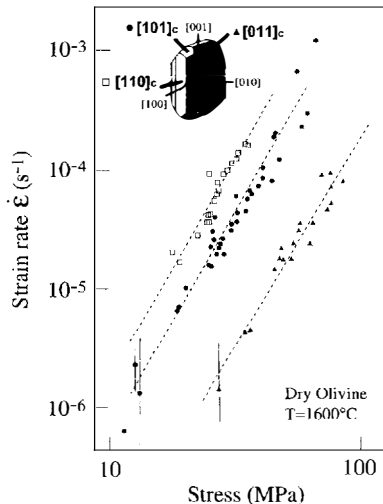 ● [101]c
[001]
▲ [011]c
□ [110]c
[100]
[010]
10⁻³
10⁻⁴
10⁻⁵
10⁻⁶
Strain rate ε̇ (s⁻¹)
Dry Olivine
T=1600°C
10
100
Stress (MPa)